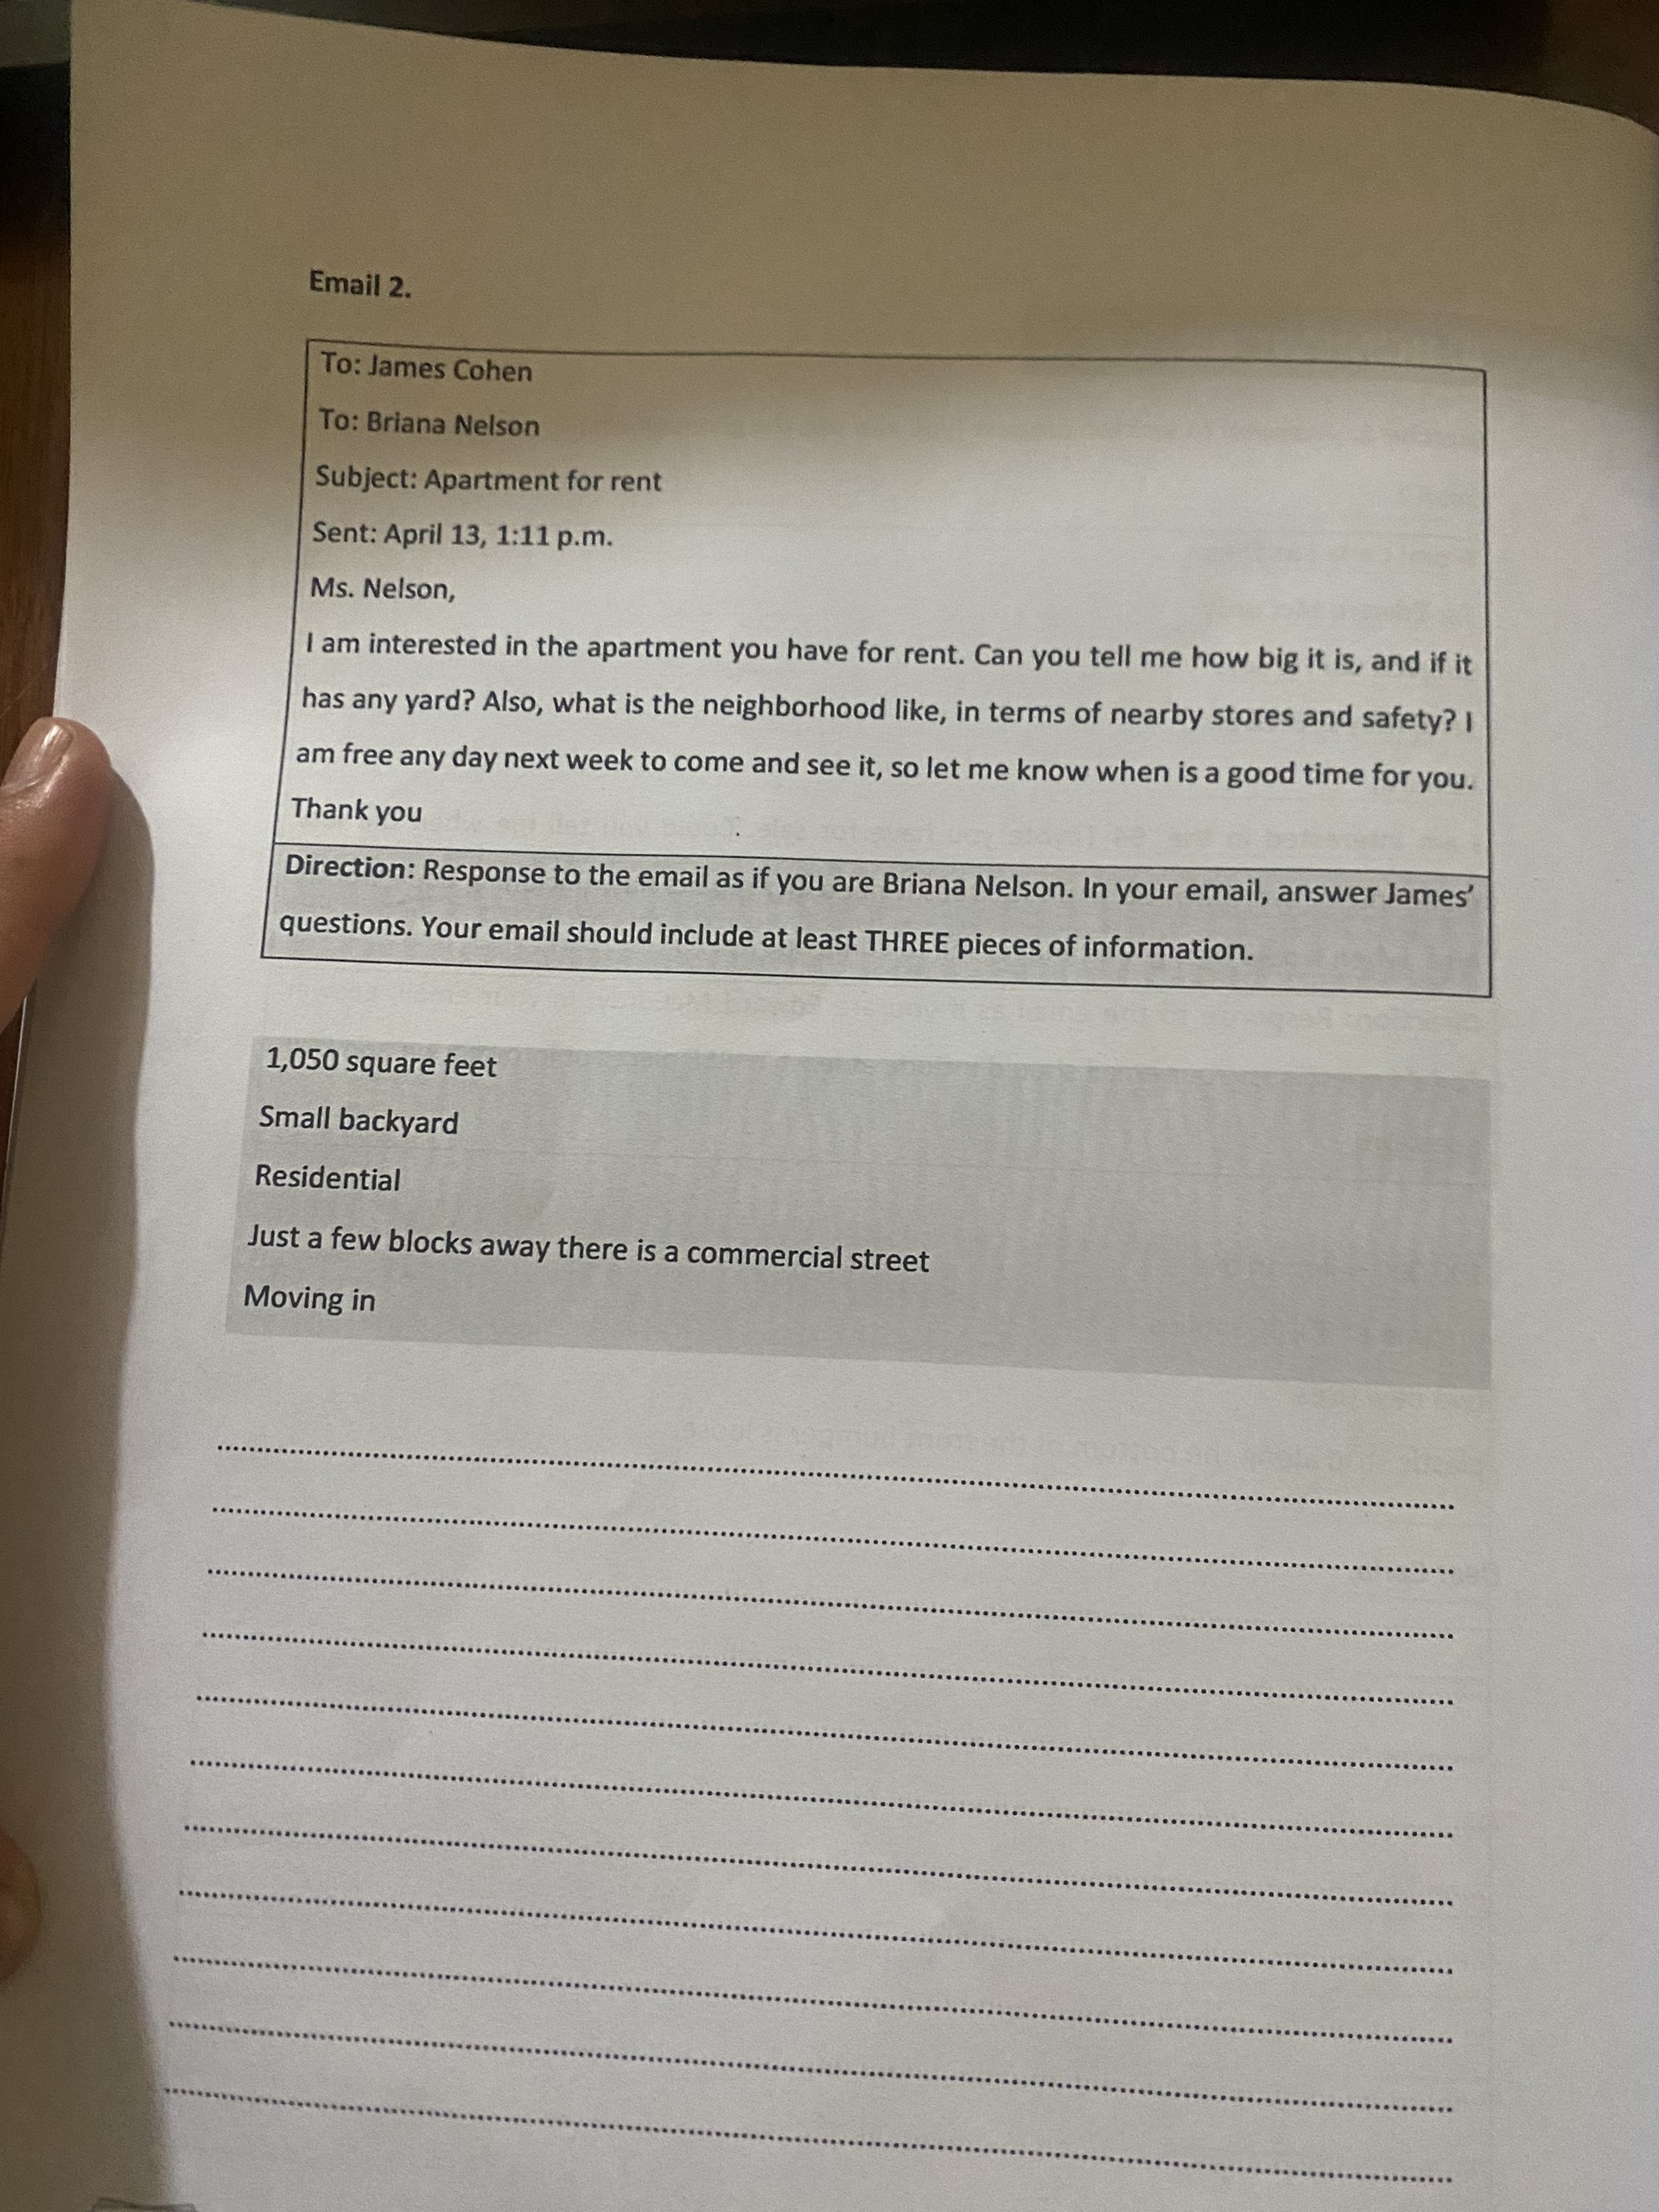 Email 2.
To: James Cohen
To: Briana Nelson
Subject: Apartment for rent
Sent: April 13, 1:11 p.m.
Ms. Nelson,
I am interested in the apartment you have for rent. Can you tell me how big it is, and if it
has any yard? Also, what is the neighborhood like, in terms of nearby stores and safety? I
am free any day next week to come and see it, so let me know when is a good time for you.
Thank you
Direction: Response to the email as if you are Briana Nelson. In your email, answer James’
questions. Your email should include at least THREE pieces of information.
1,050 square feet
Small backyard
Residential
Just a few blocks away there is a commercial street
Moving in